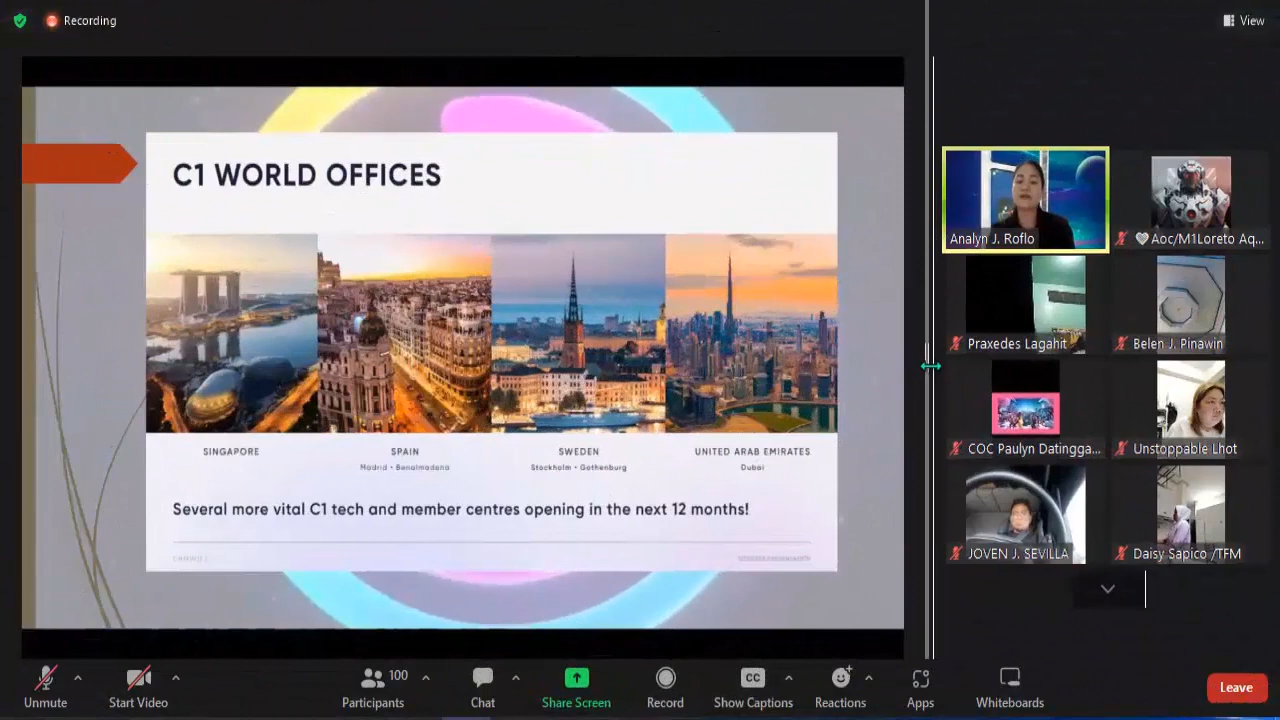 Recording
View
C1 WORLD OFFICES
SINGAPORE
SPAIN
Madrid • Benalmadena
SWEDEN
Stockholm • Gothenburg
UNITED ARAB EMIRATES
Dubai
Several more vital C1 tech and member centres opening in the next 12 months!
Analyn J. Roflo
Aoc/M1Loreto Aq...
Praxedes Lagahit
Belen J. Pinawin
COC Paulyn Datingga...
Unstoppable Lhot
JOVEN J. SEVILLA
Daisy Sapico /TFM
Unmute
Start Video
100
Participants
Chat
Share Screen
Record
CC
Show Captions
Reactions
Apps
Whiteboards
Leave